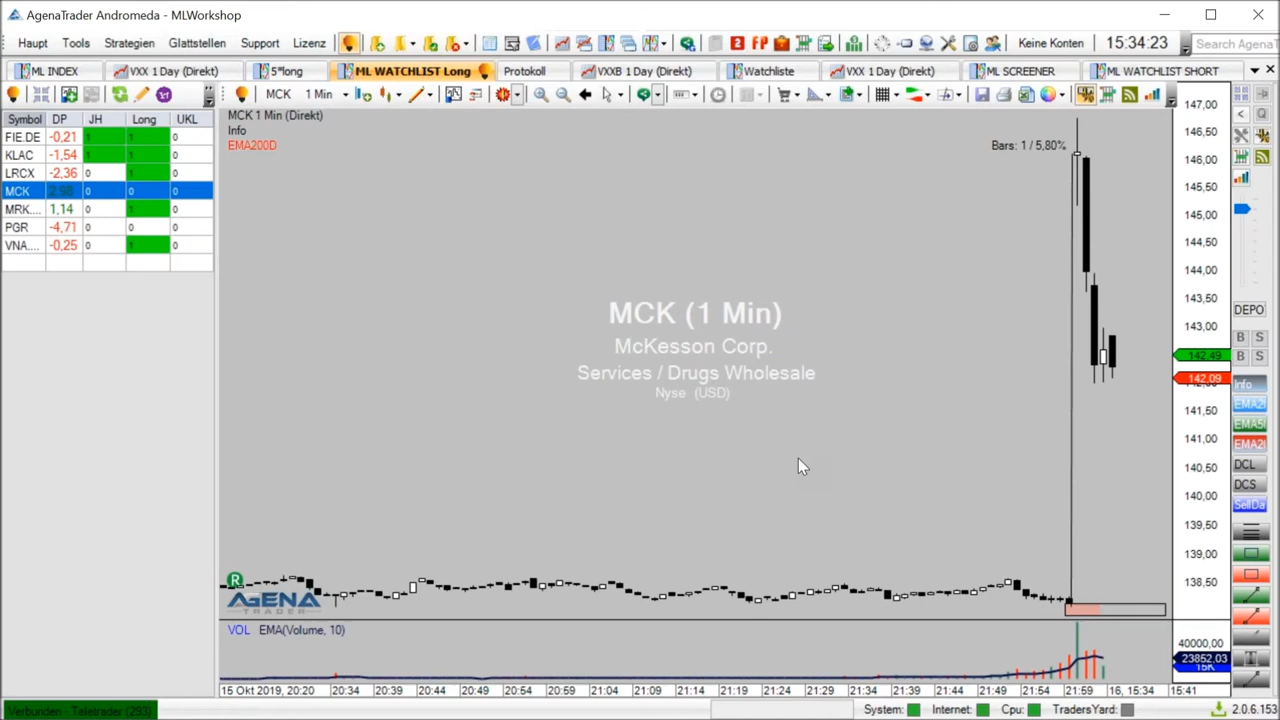 AgenaTrader Andromeda - MLWorkshop
Haupt Tools Strategien Glattstellen Support Lizenz Keine Konten 15:34:23 Search AgenaT
ML INDEX VXX 1 Day (Direkt) 5*long ML WATCHLIST Long Protokoll VXXB 1 Day (Direkt) Watchliste VXX 1 Day (Direkt) ML SCREENER ML WATCHLIST SHORT
MCK 1 Min
Symbol DP JH Long UKL
FIE.DE -0,21 1 1 0
KLAC -1,54 1 1 0
LRCX -2,36 0 1 0
MCK 2,98 0 0 0
MRK.... 1,14 0 1 0
PGR -4,71 0 0 0
VNA.... -0,25 0 1 0
MCK 1 Min (Direkt)
Info
EMA200D
Bars: 1 / 5,80%
MCK (1 Min)
McKesson Corp.
Services / Drugs Wholesale
Nyse (USD)
147,00
146,50
146,00
145,50
145,00
144,50
144,00
143,50
143,00
142,49
142,09
141,50
141,00
140,50
140,00
139,50
139,00
138,50
DEPO
B S
B S
Info
DCL
DCS
R
AGENA
TRADER
VOL EMA(Volume, 10)
40000,00
23852,03
15K
15 Okt 2019, 20:20 20:34 20:39 20:44 20:49 20:54 20:59 21:04 21:09 21:14 21:19 21:24 21:29 21:34 21:39 21:44 21:49 21:54 21:59 16, 15:34 15:41
Verbunden - Teletrader (293) System: Internet: Cpu: TradersYard: 2.0.6.153